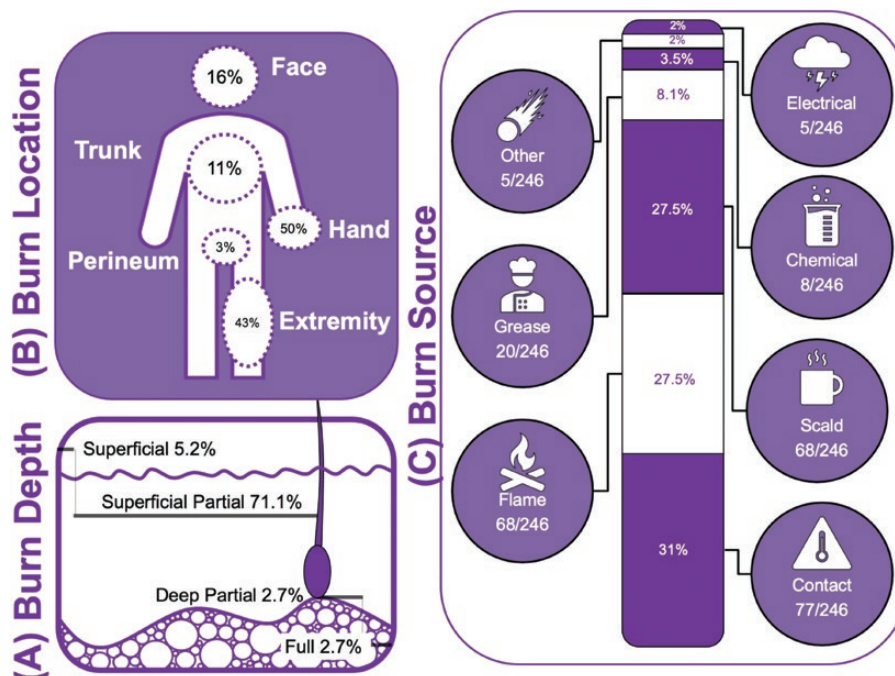 (B) Burn Location
Face
16%
Trunk
11%
Hand
50%
Perineum
3%
Extremity
43%
(A) Burn Depth
Superficial 5.2%
Superficial Partial 71.1%
Deep Partial 2.7%
Full 2.7%
(C) Burn Source
2%
2%
3.5%
8.1%
27.5%
27.5%
31%
Other
5/246
Grease
20/246
Flame
68/246
Electrical
5/246
Chemical
8/246
Scald
68/246
Contact
77/246